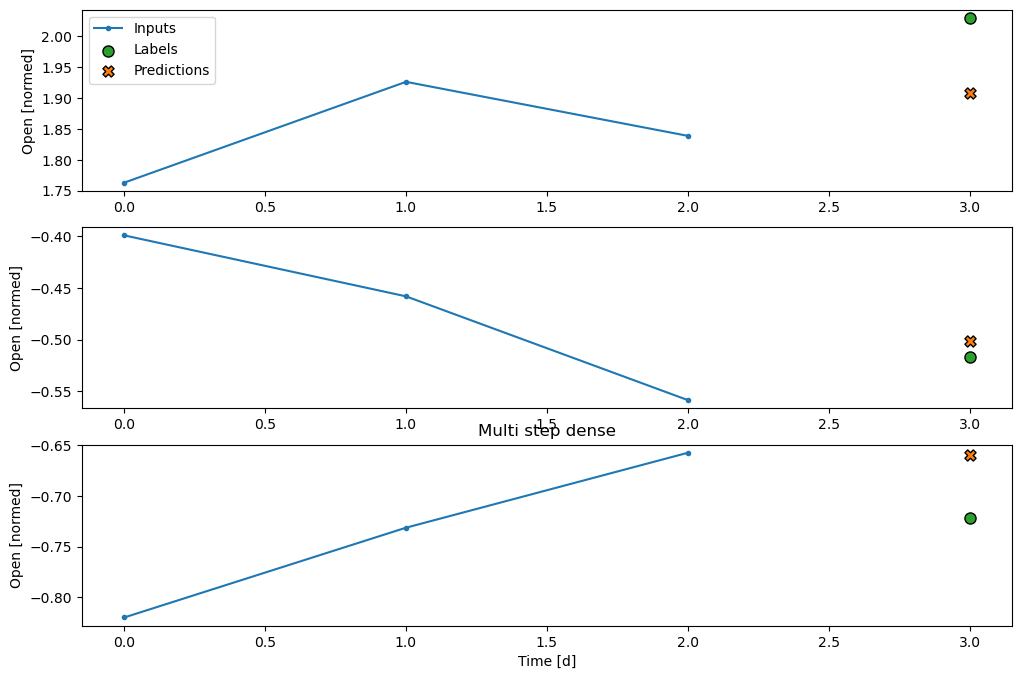 Open [normed]
2.00
1.95
1.90
1.85
1.80
1.75
Inputs
Labels
Predictions
0.0 0.5 1.0 1.5 2.0 2.5 3.0
Open [normed]
−0.40
−0.45
−0.50
−0.55
0.0 0.5 1.0 1.5 2.0 2.5 3.0
Multi step dense
Open [normed]
−0.65
−0.70
−0.75
−0.80
0.0 0.5 1.0 1.5 2.0 2.5 3.0
Time [d]